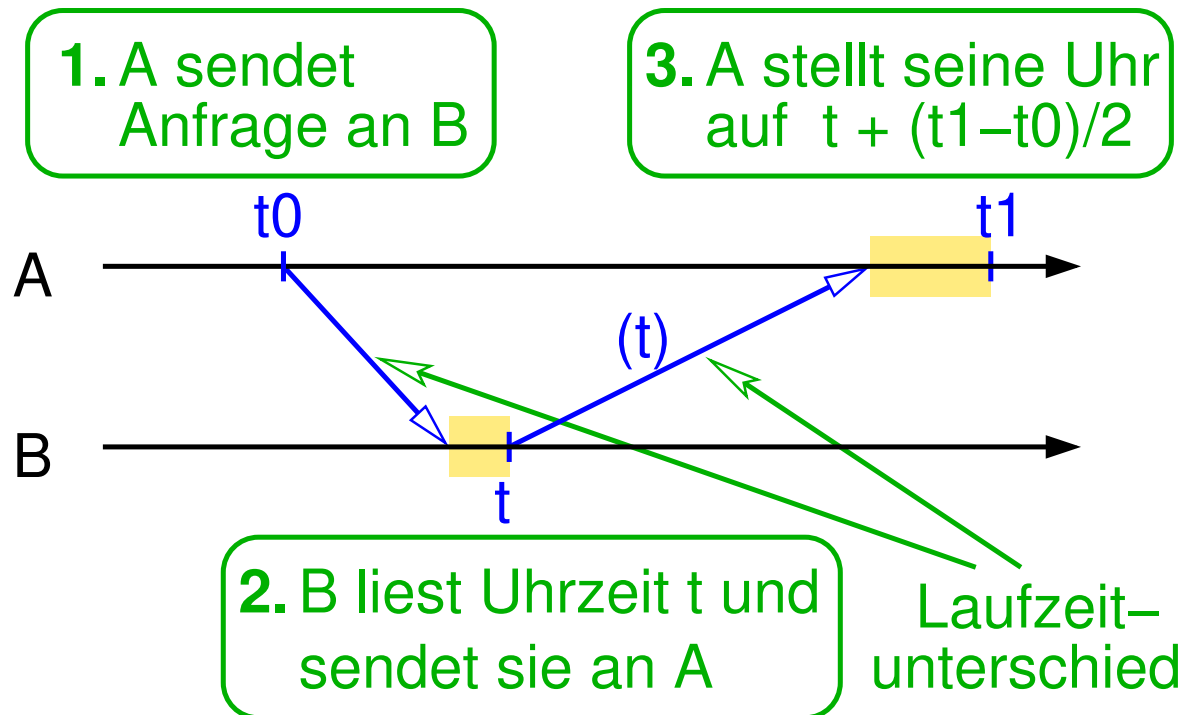 1. A sendet
Anfrage an B
3. A stellt seine Uhr
auf t + (t1–t0)/2
t0
t1
A
(t)
B
t
2. B liest Uhrzeit t und
sendet sie an A
Laufzeit–
unterschied